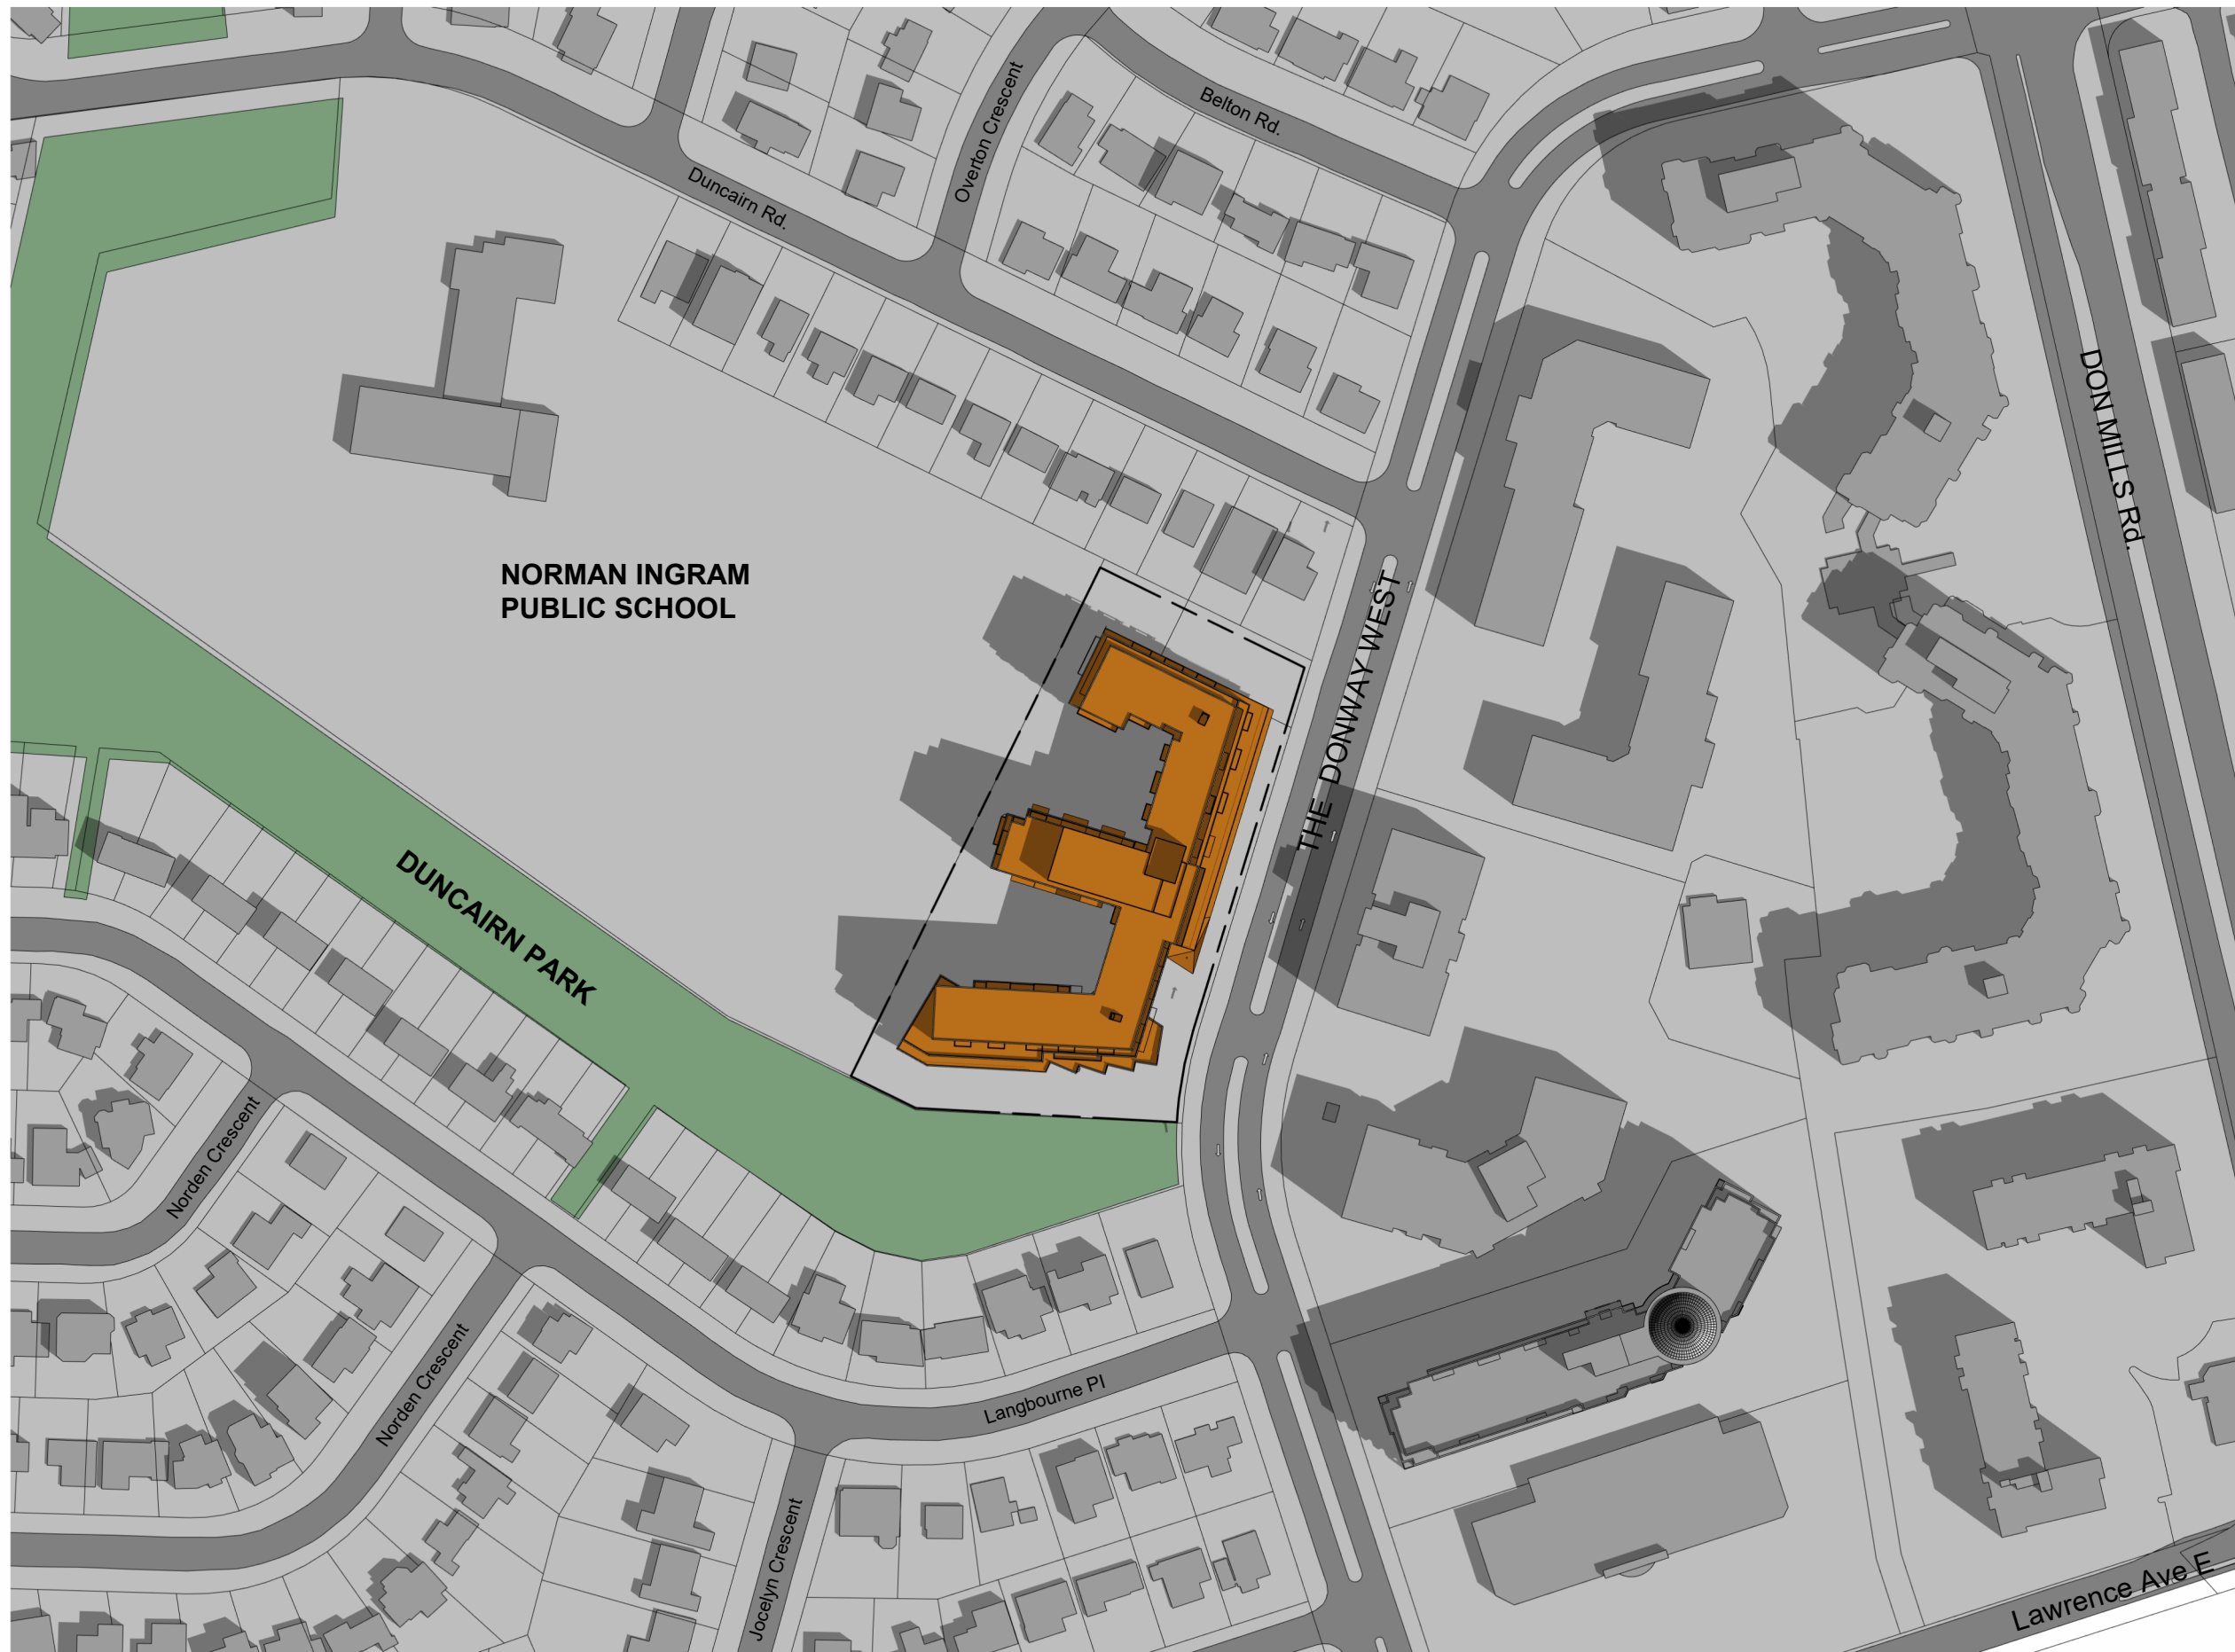 Belton Rd.
Overton Crescent
Duncairn Rd.
DON MILLS Rd.
NORMAN INGRAM
PUBLIC SCHOOL
THE DONWAY WEST
DUNCAIRN PARK
Norden Crescent
Norden Crescent
Langbourne Pl
Jocelyn Crescent
Lawrence Ave E